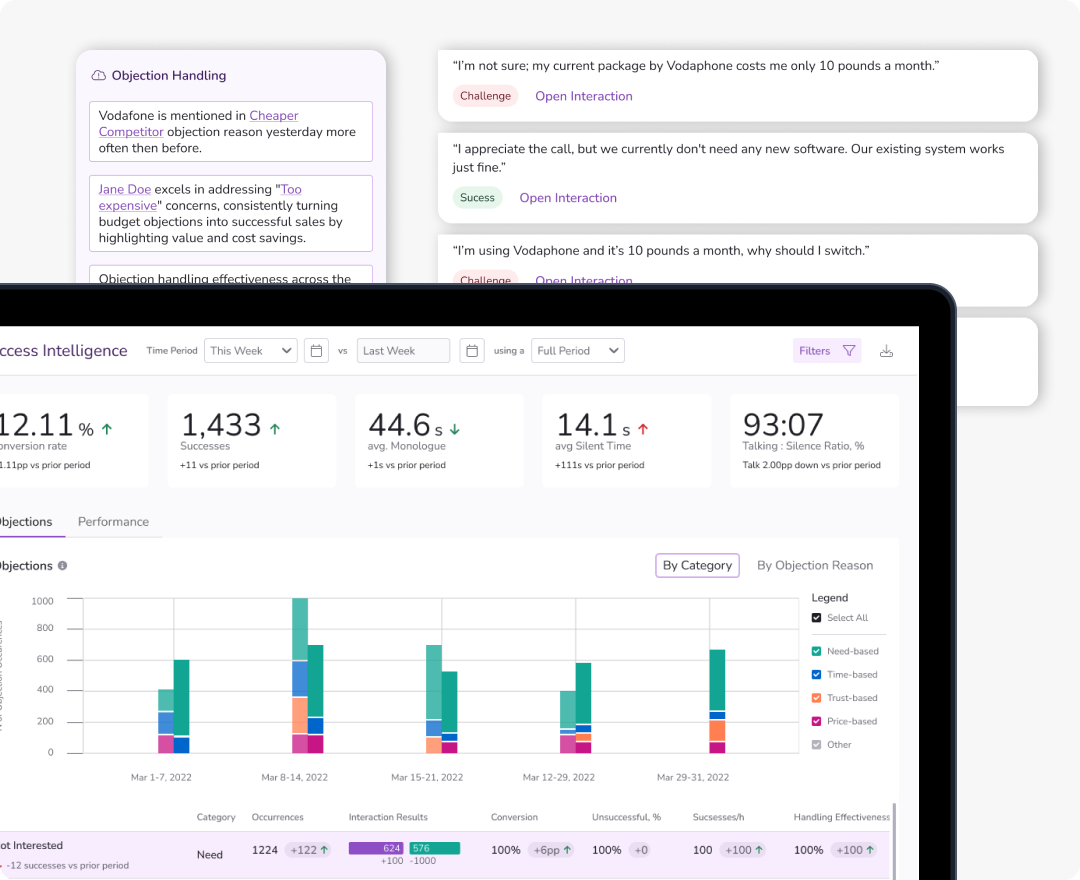 Objection Handling
Vodafone is mentioned in Cheaper
Competitor objection reason yesterday more
often then before.
Jane Doe excels in addressing "Too
expensive" concerns, consistently turning
budget objections into successful sales by
highlighting value and cost savings.
Objection handling effectiveness across the
“I’m not sure; my current package by Vodaphone costs me only 10 pounds a month.”
Challenge Open Interaction
“I appreciate the call, but we currently don't need any new software. Our existing system works
just fine.”
Sucess Open Interaction
“I’m using Vodaphone and it’s 10 pounds a month, why should I switch.”
Challenge Open Interaction
ccess Intelligence Time Period This Week vs Last Week using a Full Period Filters
12.11 % ↑
onversion rate
1.11pp vs prior period
1,433 ↑
Successes
+11 vs prior period
44.6 s ↓
avg. Monologue
+1s vs prior period
14.1 s ↑
avg Silent Time
+111s vs prior period
93:07
Talking : Silence Ratio, %
Talk 2.00pp down vs prior period
Objections Performance
Objections By Category By Objection Reason
1000
800
600
400
200
0
Mar 1-7, 2022 Mar 8-14, 2022 Mar 15-21, 2022 Mar 12-29, 2022 Mar 29-31, 2022
Legend
Select All
Need-based
Time-based
Trust-based
Price-based
Other
Category Occurrences Interaction Results Conversion Unsuccessful, % Sucsesses/h Handling Effectiveness
ot Interested
-12 successes vs prior period
Need 1224 +122 ↑ 624 576 100% +6pp ↑ 100% +0 100 +100 ↑ 100% +100 ↑
+100 -1000